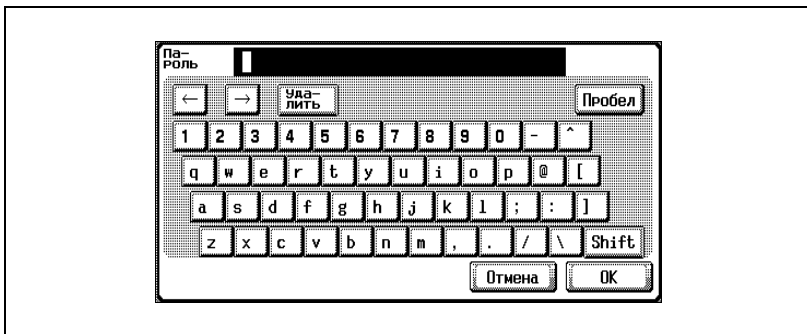 Па-
роль
← → Уда-
лить Пробел
1 2 3 4 5 6 7 8 9 0 - ^
q w e r t y u i o p @ [
a s d f g h j k l ; : ]
z x c v b n m , . / \ Shift
Отмена OK